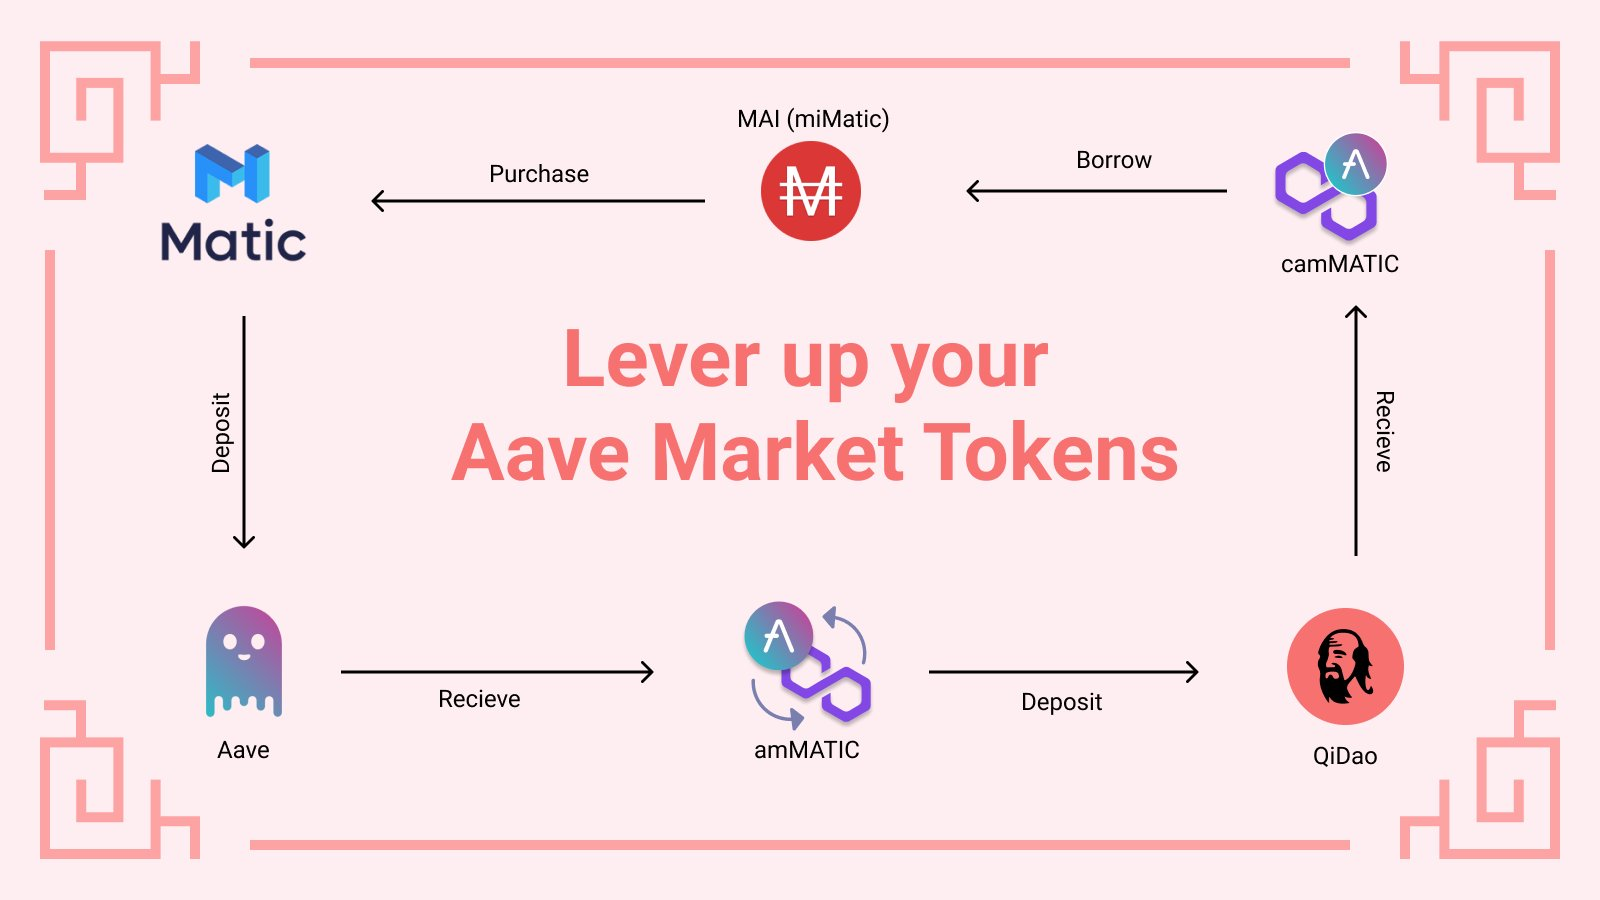 MAI (miMatic)
Purchase
Borrow
Matic
camMATIC
Lever up your
Aave Market Tokens
Deposit
Recieve
Recieve
Deposit
Aave
amMATIC
QiDao